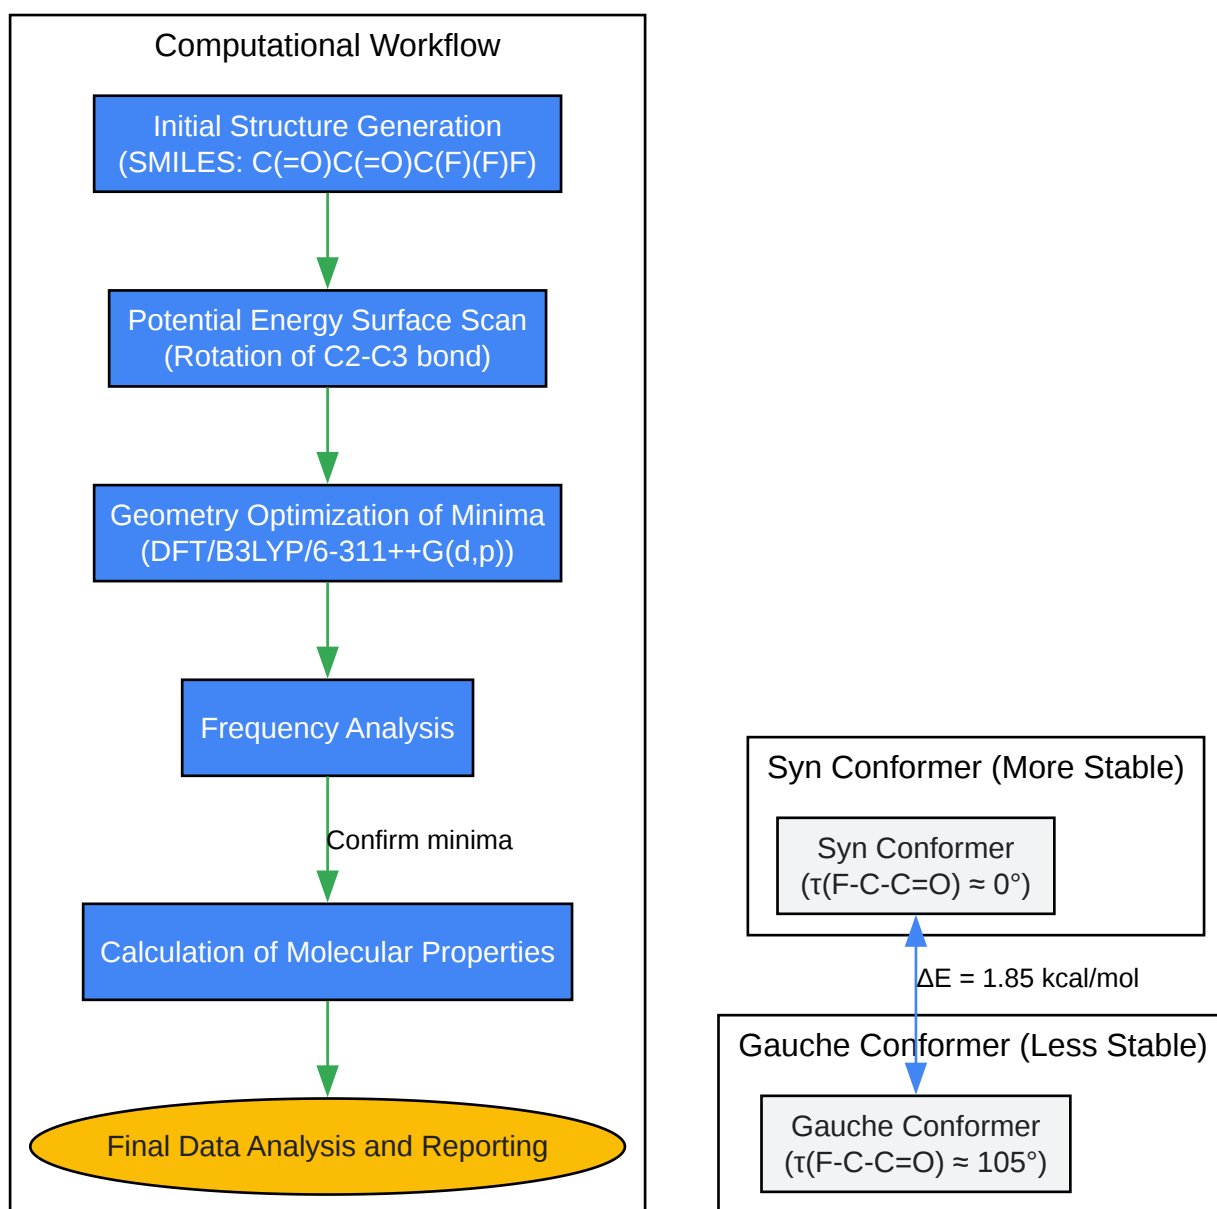 Computational Workflow
Initial Structure Generation
(SMILES: C(=O)C(=O)C(F)(F)F)
Potential Energy Surface Scan
(Rotation of C2-C3 bond)
Geometry Optimization of Minima
(DFT/B3LYP/6-311++G(d,p))
Frequency Analysis
Confirm minima
Calculation of Molecular Properties
Final Data Analysis and Reporting
Syn Conformer (More Stable)
Syn Conformer
(τ(F-C-C=O) ≈ 0°)
ΔE = 1.85 kcal/mol
Gauche Conformer (Less Stable)
Gauche Conformer
(τ(F-C-C=O) ≈ 105°)